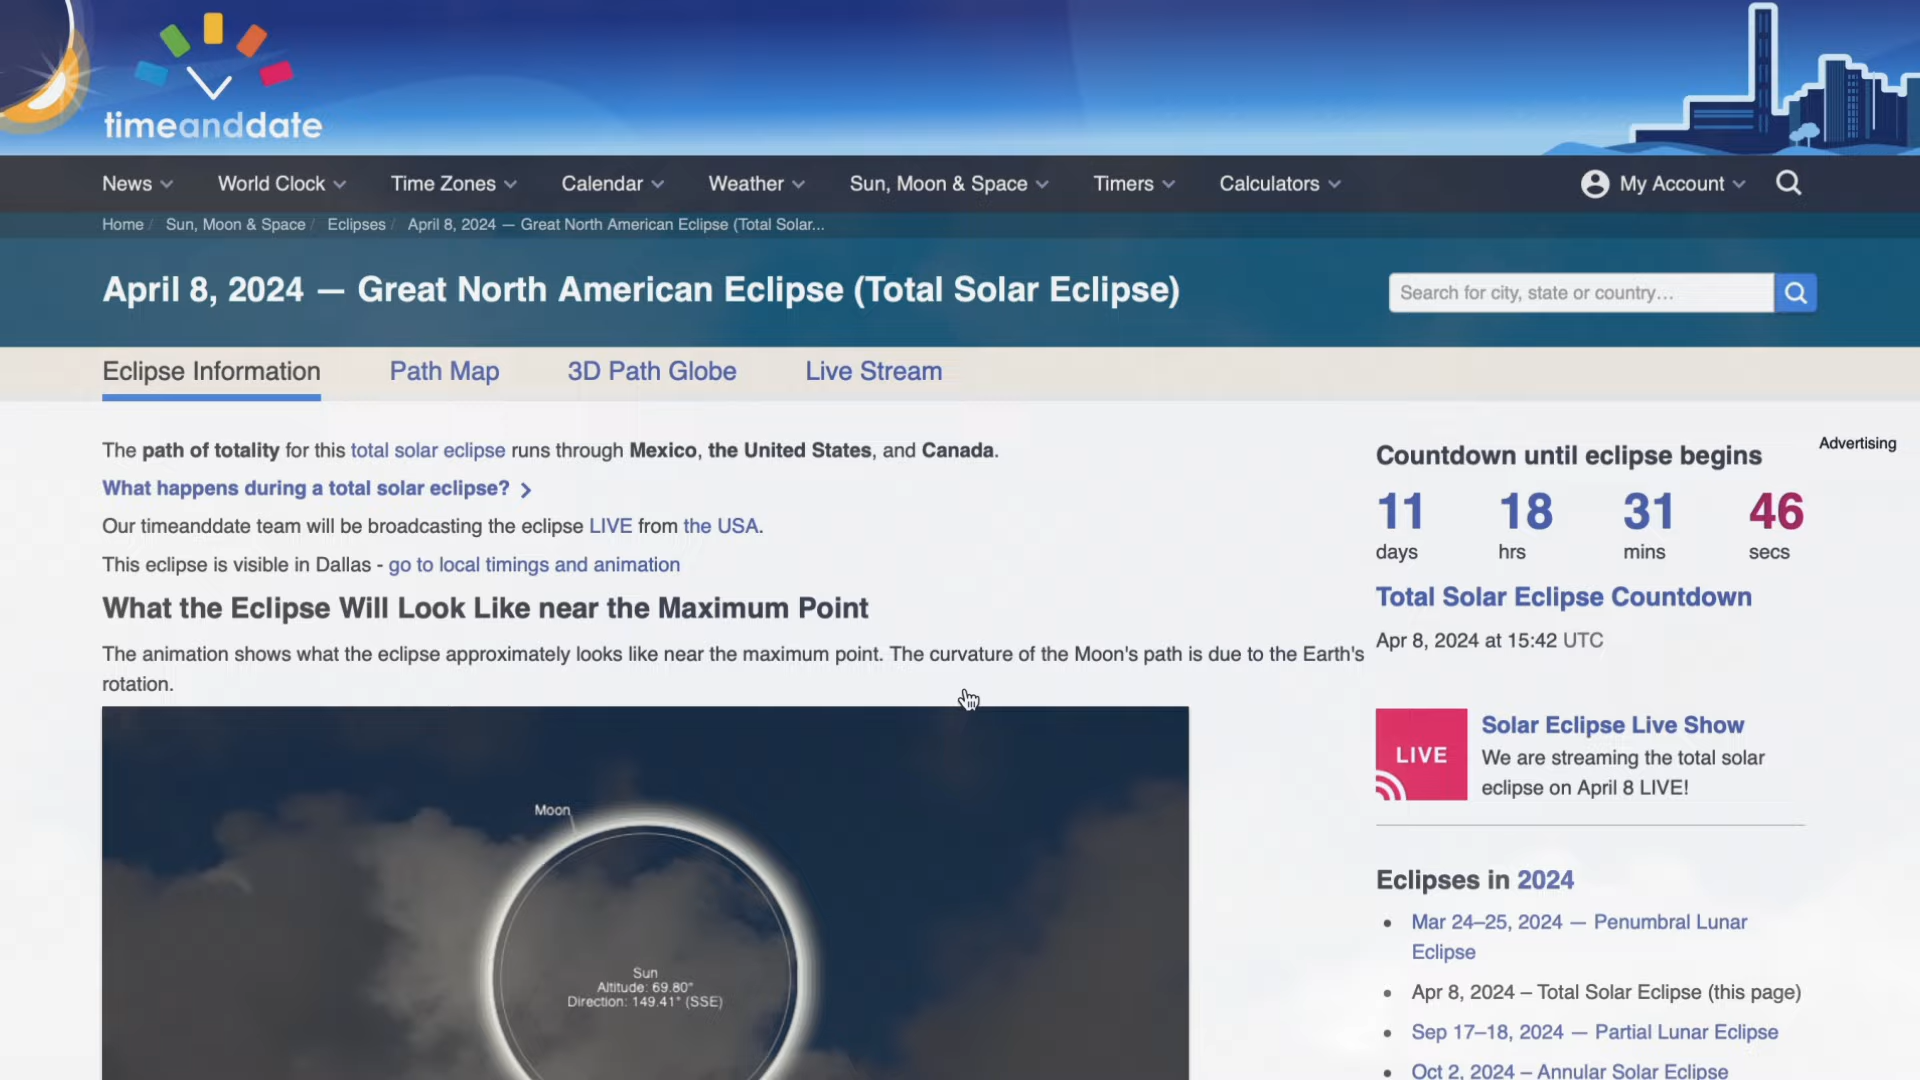 timeanddate
News
World Clock
Time Zones
Calendar
Weather
Sun, Moon & Space
Timers
Calculators
My Account
Home / Sun, Moon & Space / Eclipses / April 8, 2024 — Great North American Eclipse (Total Solar...
April 8, 2024 — Great North American Eclipse (Total Solar Eclipse)
Search for city, state or country...
Eclipse Information
Path Map
3D Path Globe
Live Stream
The path of totality for this total solar eclipse runs through Mexico, the United States, and Canada.
What happens during a total solar eclipse?
Our timeanddate team will be broadcasting the eclipse LIVE from the USA.
This eclipse is visible in Dallas - go to local timings and animation
What the Eclipse Will Look Like near the Maximum Point
The animation shows what the eclipse approximately looks like near the maximum point. The curvature of the Moon's path is due to the Earth's
rotation.
Moon
Sun
Altitude: 69.80°
Direction: 149.41° (SSE)
Advertising
Countdown until eclipse begins
11 18 31 46
days hrs mins secs
Total Solar Eclipse Countdown
Apr 8, 2024 at 15:42 UTC
LIVE
Solar Eclipse Live Show
We are streaming the total solar
eclipse on April 8 LIVE!
Eclipses in 2024
Mar 24–25, 2024 — Penumbral Lunar
Eclipse
Apr 8, 2024 – Total Solar Eclipse (this page)
Sep 17–18, 2024 — Partial Lunar Eclipse
Oct 2, 2024 – Annular Solar Eclipse